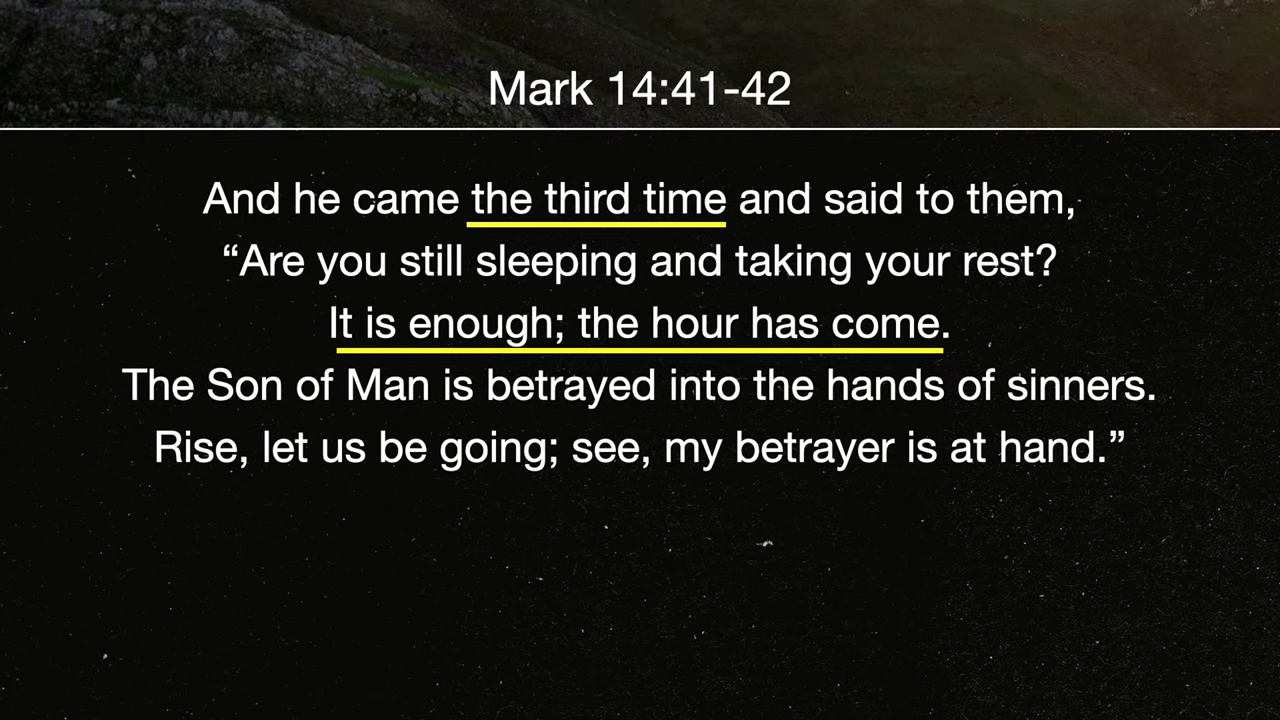 Mark 14:41-42
And he came the third time and said to them,
“Are you still sleeping and taking your rest?
It is enough; the hour has come.
The Son of Man is betrayed into the hands of sinners.
Rise, let us be going; see, my betrayer is at hand.”